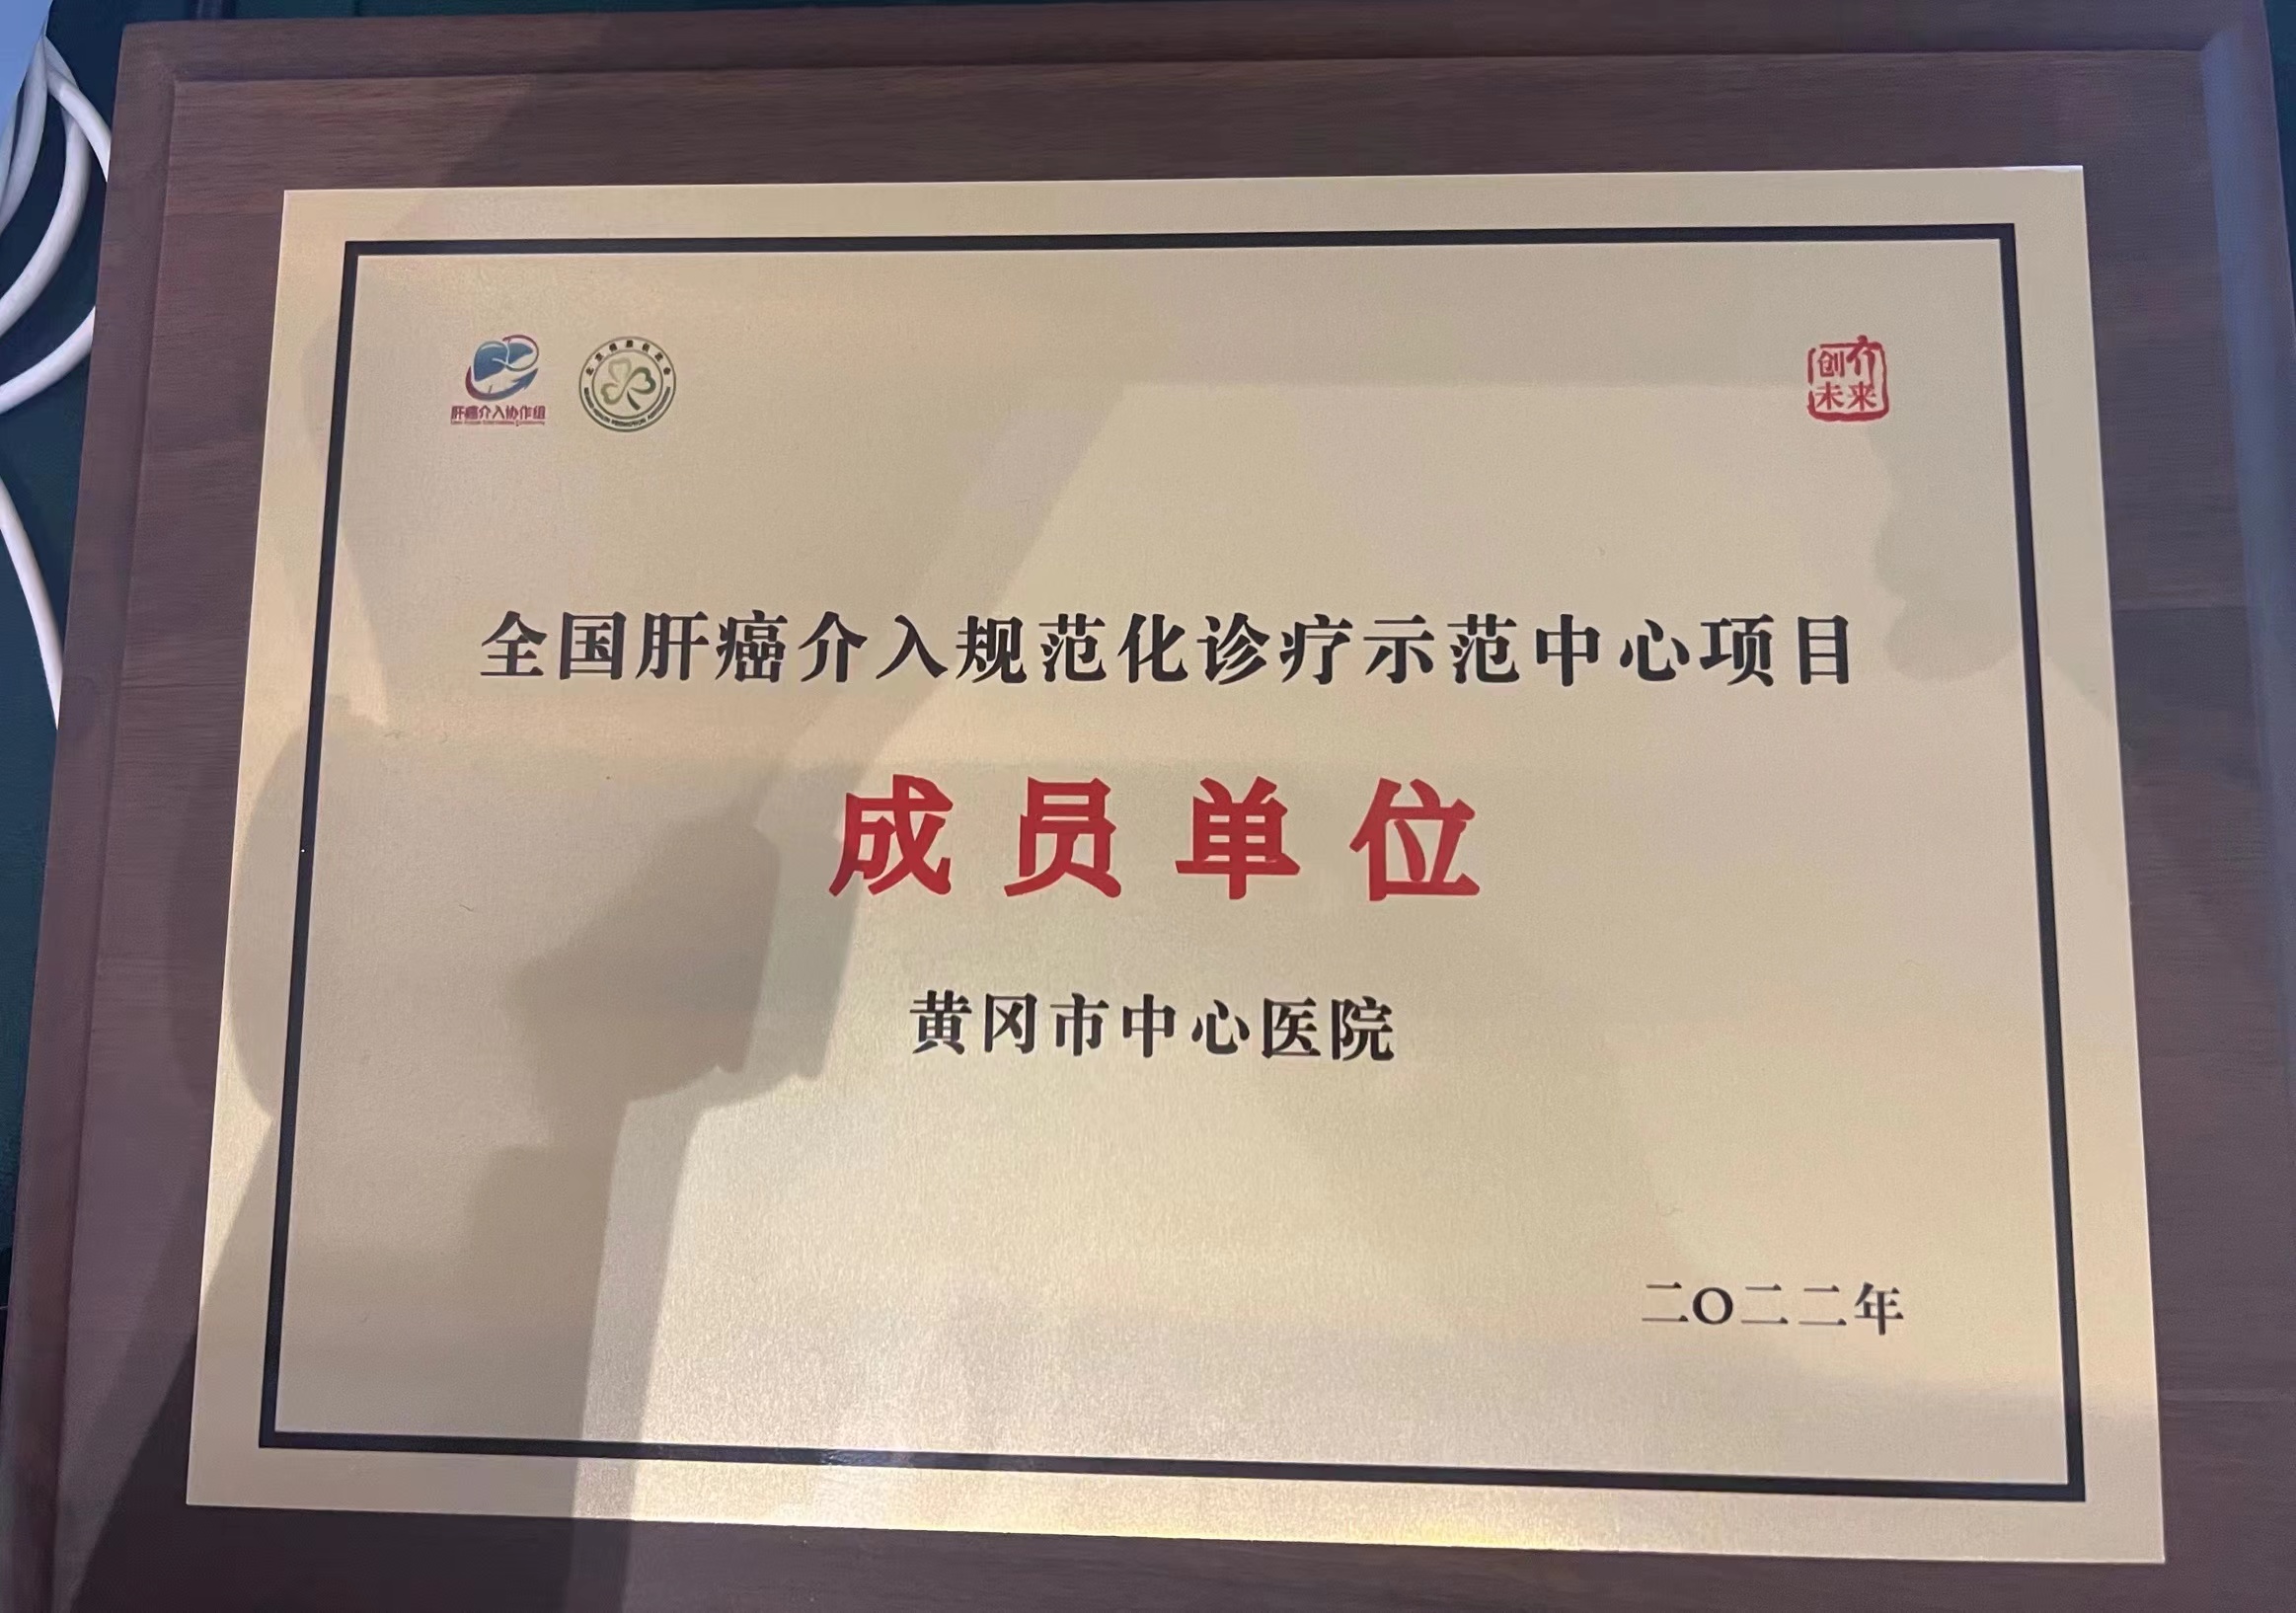 肝癌介入协作组
创介
未来
全国肝癌介入规范化诊疗示范中心项目
成员单位
黄冈市中心医院
二〇二二年